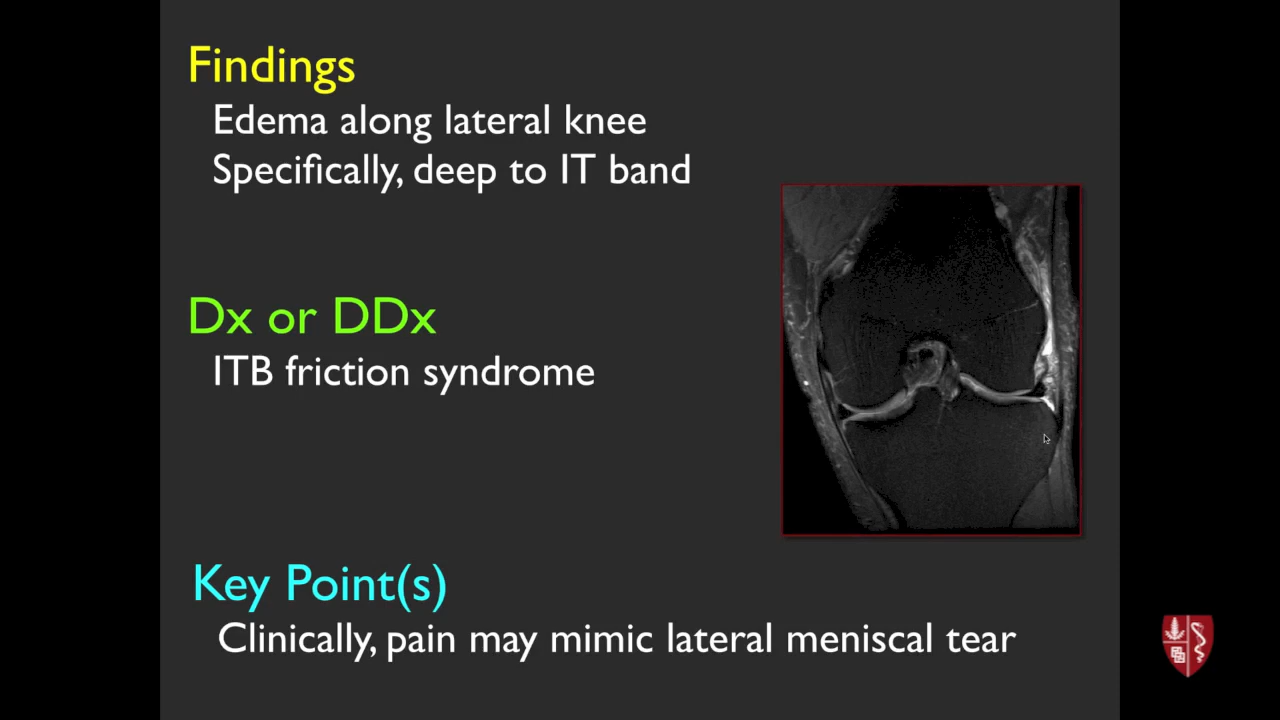 Findings
Edema along lateral knee
Specifically, deep to IT band
Dx or DDx
ITB friction syndrome
Key Point(s)
Clinically, pain may mimic lateral meniscal tear